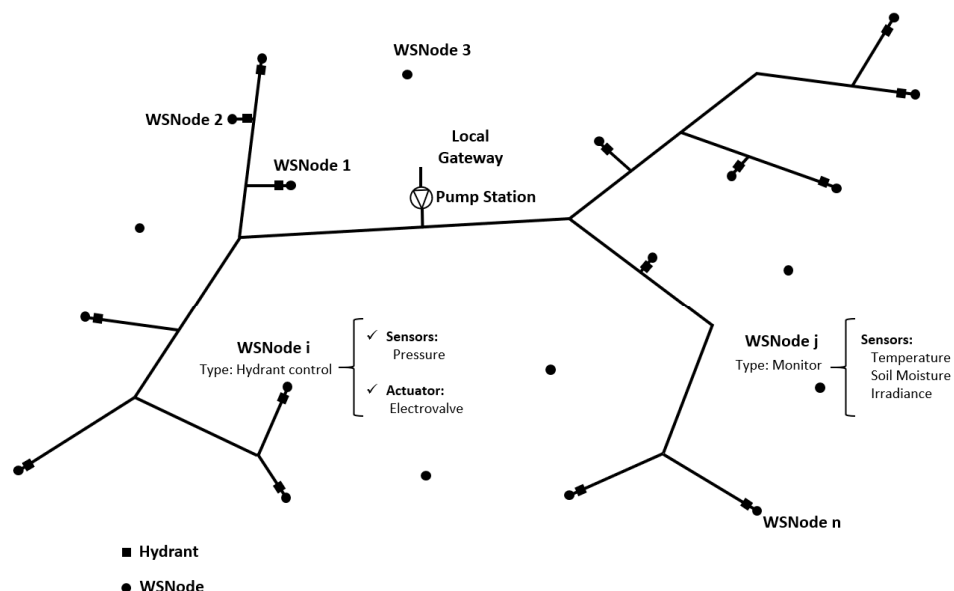 WSNode 3
WSNode 2
Local
Gateway
WSNode 1
Pump Station
WSNode i
Type: Hydrant control
✓ Sensors:
Pressure
✓ Actuator:
Electrovalve
WSNode j
Type: Monitor
Sensors:
Temperature
Soil Moisture
Irradiance
WSNode n
Hydrant
WSNode